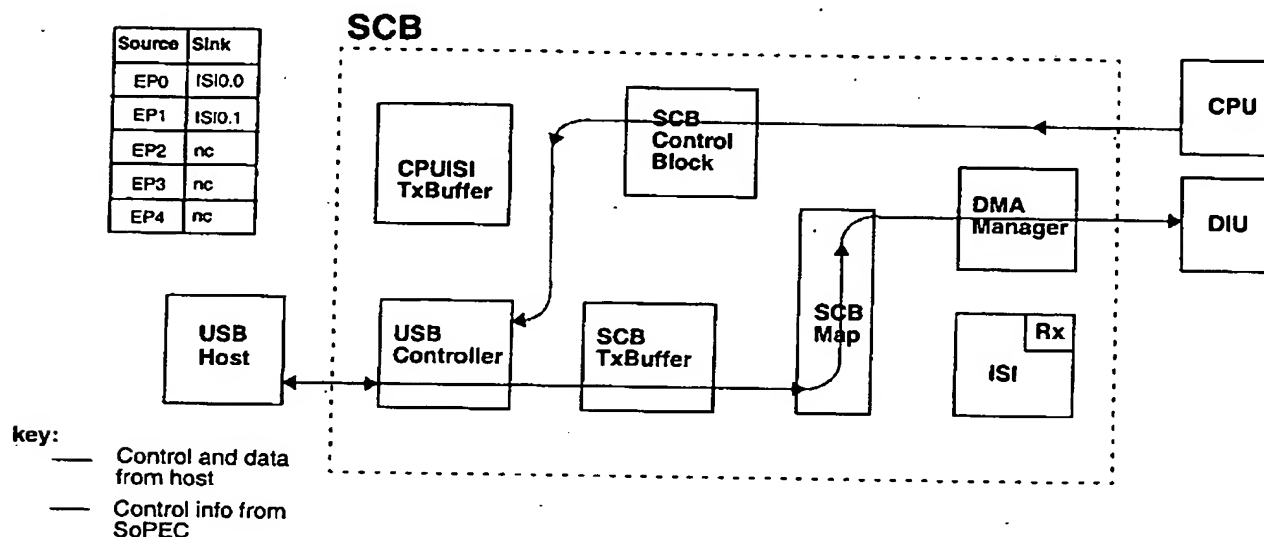 SCB
Source Sink
EP0 ISI0.0
EP1 ISI0.1
EP2 nc
EP3 nc
EP4 nc
CPUISI
TxBuffer
SCB
Control
Block
CPU
DMA
Manager
DIU
USB
Host
USB
Controller
SCB
TxBuffer
SCB
Map
Rx
ISI
key:
Control and data
from host
Control info from
SoPEC